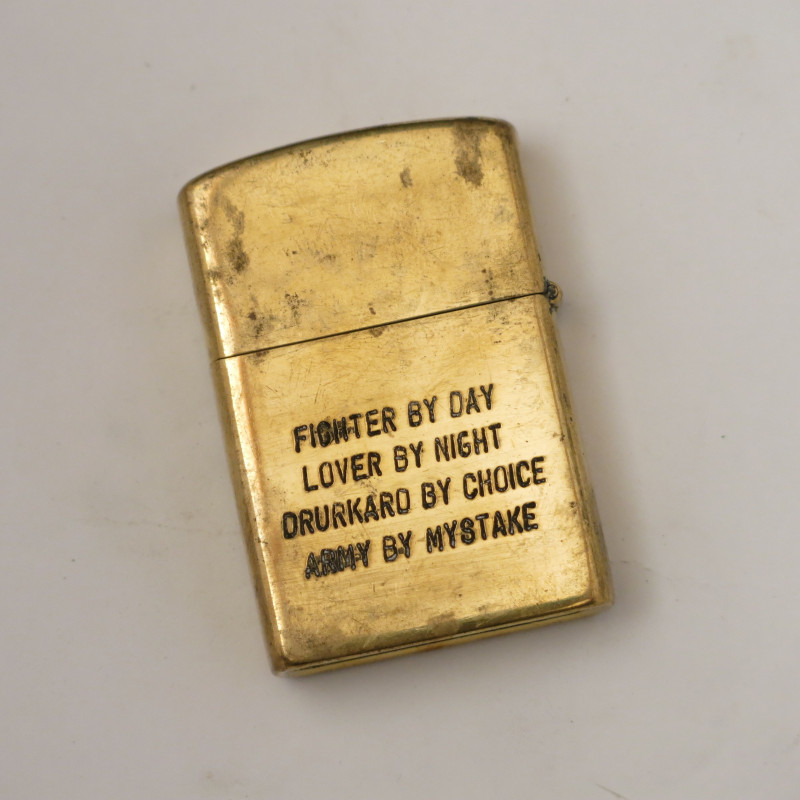 FIGHTER BY DAY
LOVER BY NIGHT
DRURKARD BY CHOICE
ARMY BY MYSTAKE